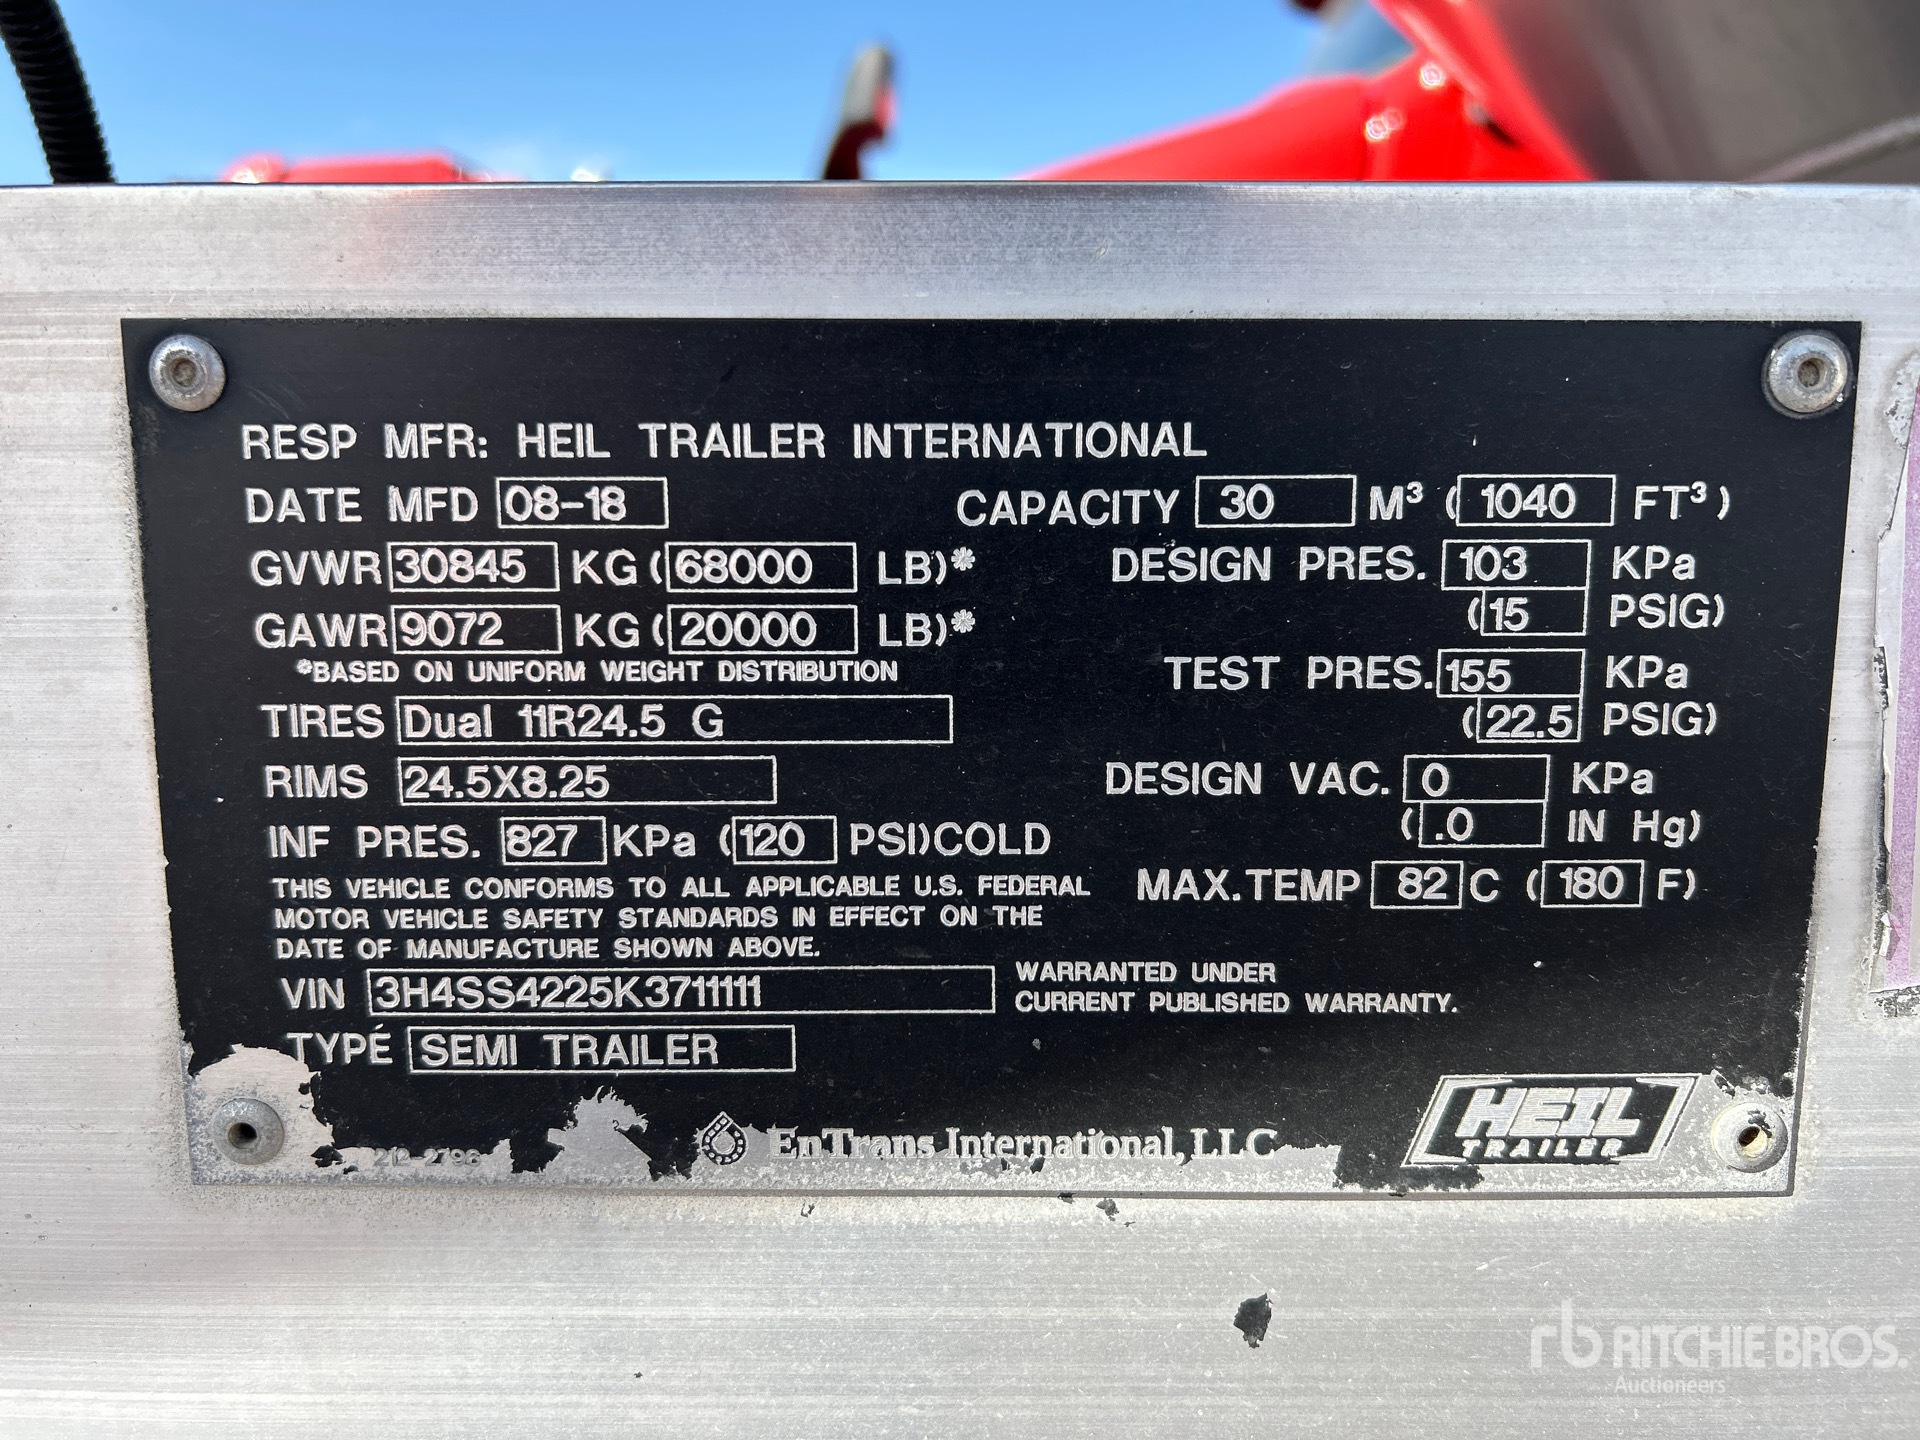 RESP MFR: HEIL TRAILER INTERNATIONAL
DATE MFD 08-18 CAPACITY 30 M³ (1040 FT³)
GVWR 30845 KG (68000 LB)* DESIGN PRES. 103 KPa
(15 PSIG)
GAWR 9072 KG (20000 LB)*
*BASED ON UNIFORM WEIGHT DISTRIBUTION
TEST PRES. 155 KPa
(22.5 PSIG)
TIRES Dual 11R24.5 G
RIMS 24.5X8.25 DESIGN VAC. 0 KPa
(.0 IN Hg)
INF PRES. 827 KPa (120 PSI)COLD
MAX.TEMP 82 C (180 F)
THIS VEHICLE CONFORMS TO ALL APPLICABLE U.S. FEDERAL
MOTOR VEHICLE SAFETY STANDARDS IN EFFECT ON THE
DATE OF MANUFACTURE SHOWN ABOVE.
VIN 3H4SS4225K3711111
WARRANTED UNDER
CURRENT PUBLISHED WARRANTY.
TYPE SEMI TRAILER
212-2796
EnTrans International, LLC
HEIL
TRAILER
rb RITCHIE BROS.
Auctioneers